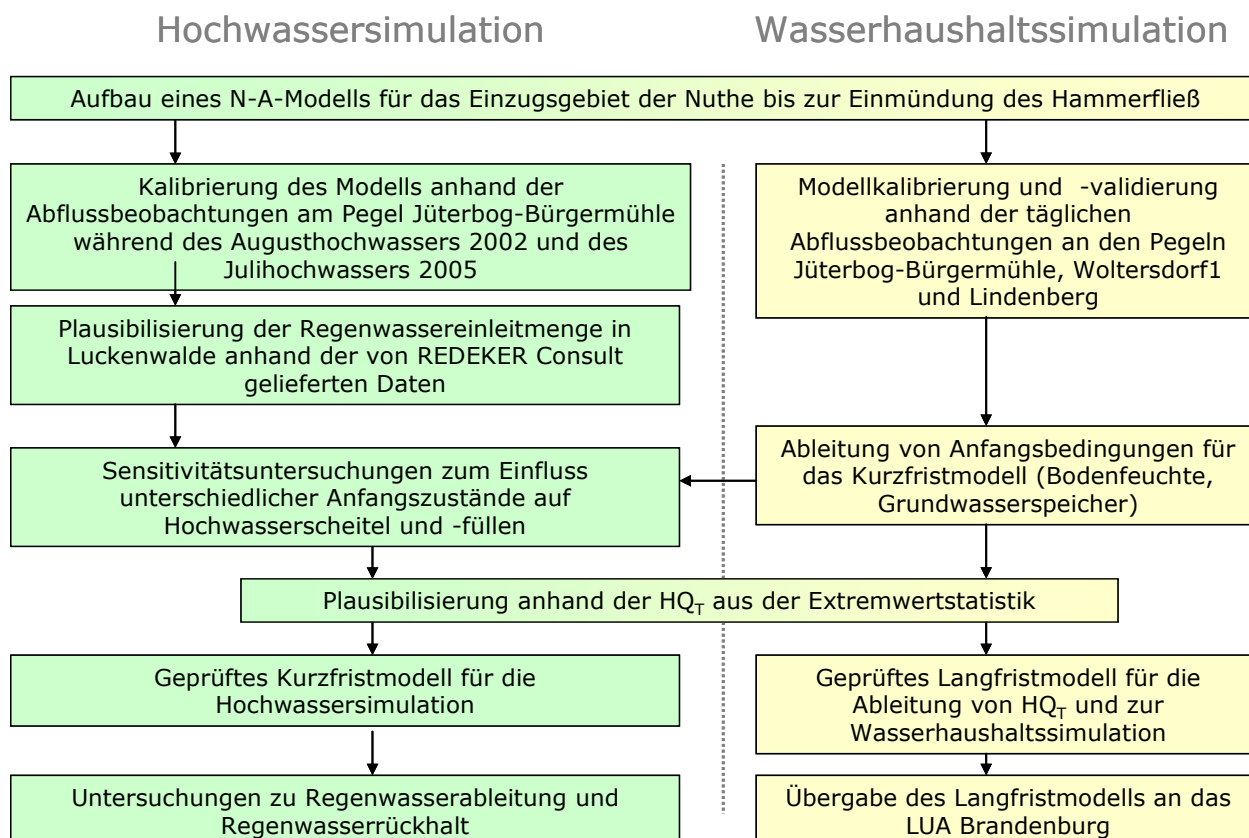 Hochwassersimulation
Wasserhaushaltssimulation
Aufbau eines N-A-Modells für das Einzugsgebiet der Nuthe bis zur Einmündung des Hammerfließ
Kalibrierung des Modells anhand der
Abflussbeobachtungen am Pegel Jüterbog-Bürgermühle
während des Augusthochwassers 2002 und des
Julihochwassers 2005
Modellkalibrierung und -validierung
anhand der täglichen
Abflussbeobachtungen an den Pegeln
Jüterbog-Bürgermühle, Woltersdorf1
und Lindenberg
Plausibilisierung der Regenwassereinleitmenge in
Luckenwalde anhand der von REDEKER Consult
gelieferten Daten
Sensitivitätsuntersuchungen zum Einfluss
unterschiedlicher Anfangszustände auf
Hochwasserscheitel und -füllen
Ableitung von Anfangsbedingungen für
das Kurzfristmodell (Bodenfeuchte,
Grundwasserspeicher)
Plausibilisierung anhand der HQT aus der Extremwertstatistik
Geprüftes Kurzfristmodell für die
Hochwassersimulation
Geprüftes Langfristmodell für die
Ableitung von HQT und zur
Wasserhaushaltssimulation
Untersuchungen zu Regenwasserableitung und
Regenwasserrückhalt
Übergabe des Langfristmodells an das
LUA Brandenburg